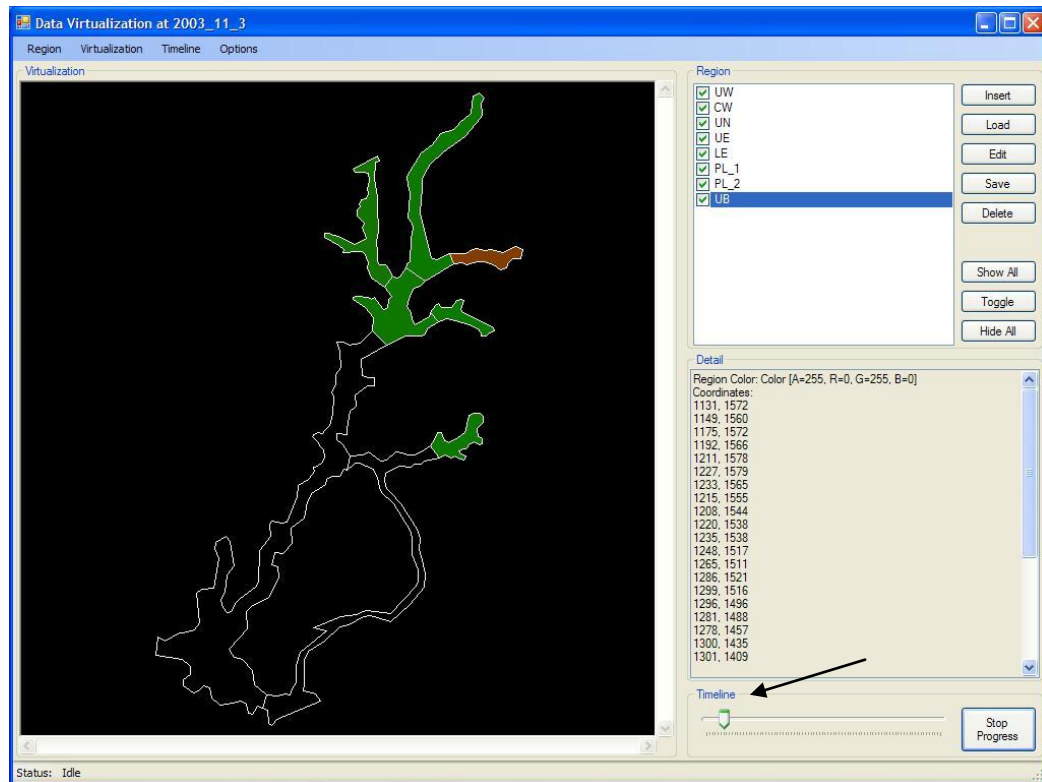 Data Virtualization at 2003_11_3
Region Virtualization Timeline Options
Virtualization
Region
UW
CW
UN
UE
LE
PL_1
PL_2
UB
Insert
Load
Edit
Save
Delete
Show All
Toggle
Hide All
Detail
Region Color: Color [A=255, R=0, G=255, B=0]
Coordinates:
1131, 1572
1149, 1560
1175, 1572
1192, 1566
1211, 1578
1227, 1579
1233, 1565
1215, 1555
1208, 1544
1220, 1538
1235, 1538
1248, 1517
1265, 1511
1286, 1521
1299, 1516
1296, 1496
1281, 1488
1278, 1457
1300, 1435
1301, 1409
Timeline
Stop
Progress
Status: Idle